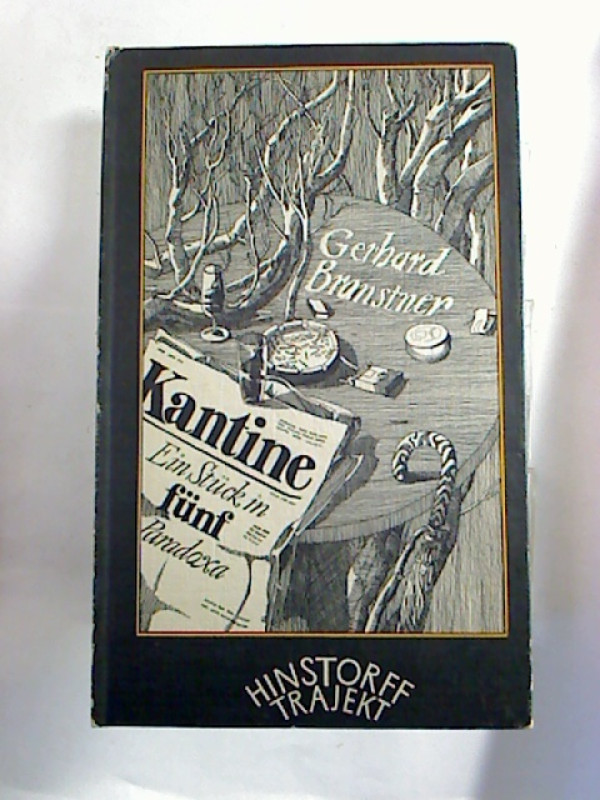 Gerhard
Branstner
Kantine
Ein Stück in
fünf
Paradoxa
HINSTORFF
TRAJEKT